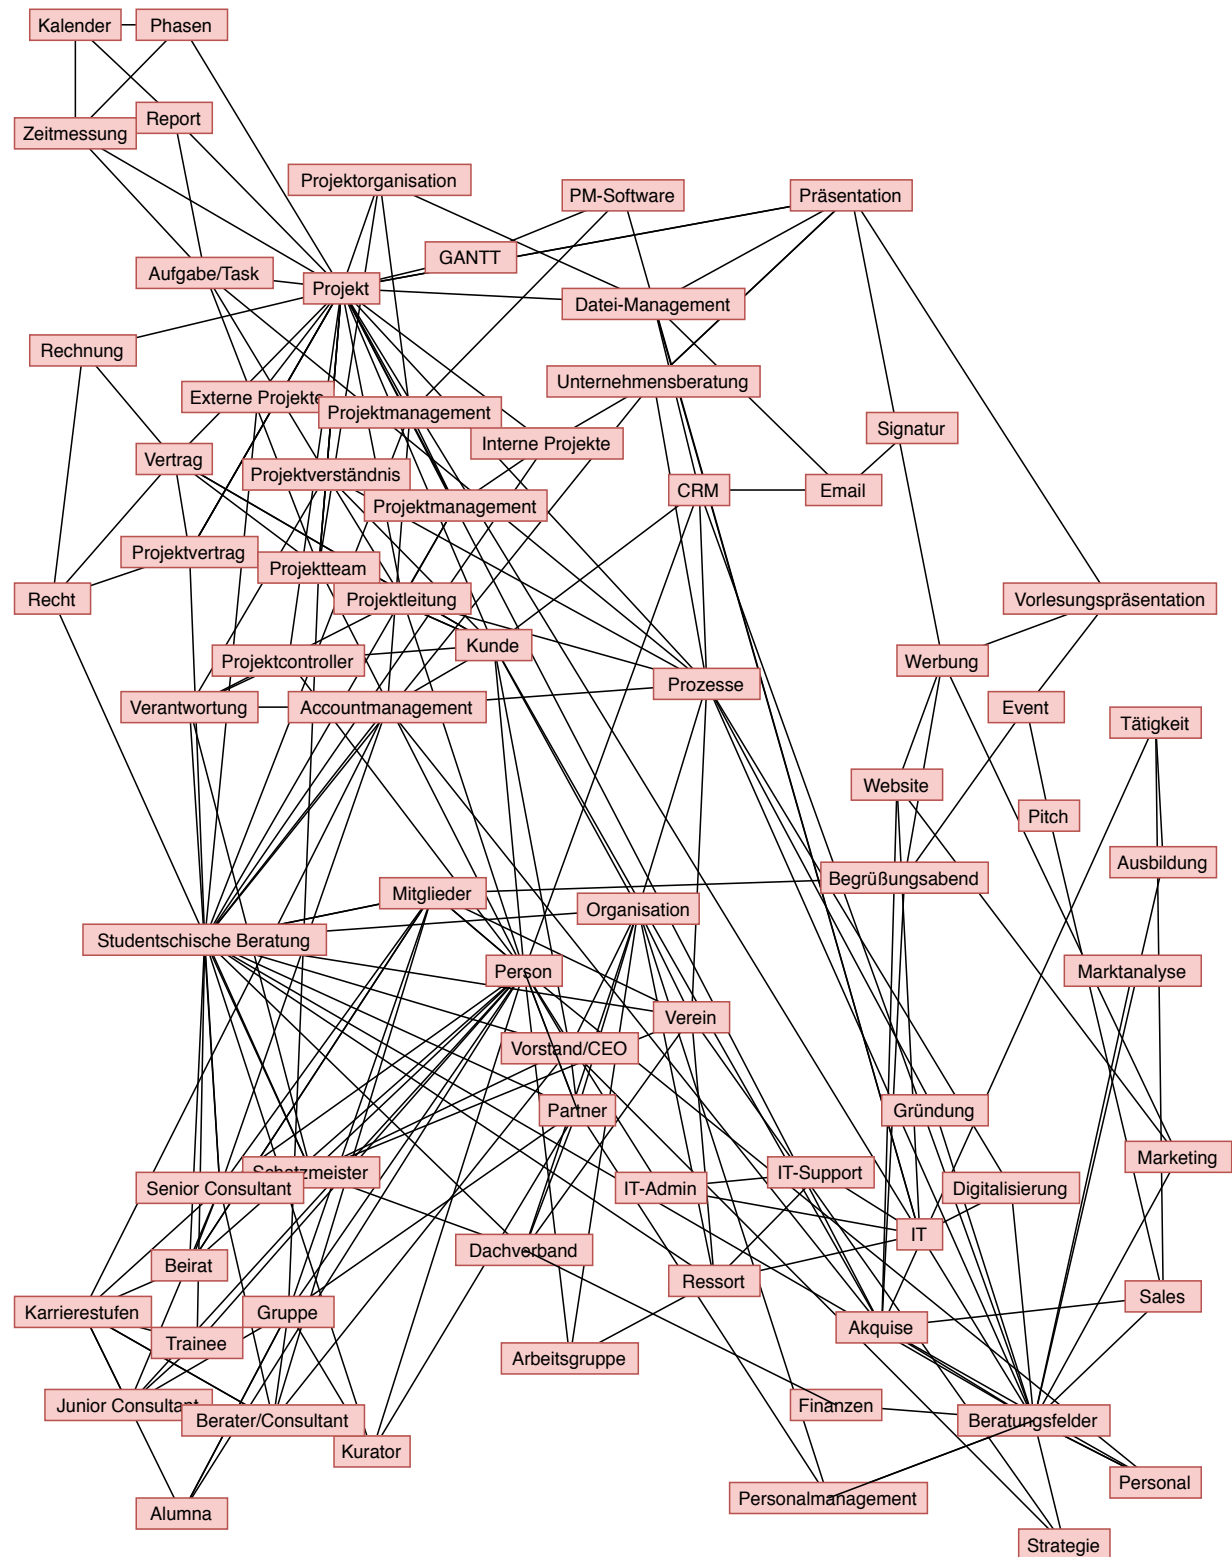 Kalender
Phasen
Report
Zeitmessung
Projektorganisation
PM-Software
Präsentation
GANTT
Aufgabe/Task
Projekt
Datei-Management
Rechnung
Unternehmensberatung
Externe Projekte
Projektmanagement
Signatur
Interne Projekte
Vertrag
Projektverständnis
CRM
Email
Projektmanagement
Projektvertrag
Projektteam
Recht
Projektleitung
Vorlesungspräsentation
Kunde
Projektcontroller
Werbung
Prozesse
Verantwortung
Accountmanagement
Event
Tätigkeit
Website
Pitch
Ausbildung
Begrüßungsabend
Mitglieder
Organisation
Studentschische Beratung
Person
Marktanalyse
Verein
Vorstand/CEO
Partner
Gründung
Marketing
Schatzmeister
IT-Support
Senior Consultant
IT-Admin
Digitalisierung
IT
Dachverband
Beirat
Ressort
Sales
Karrierestufen
Gruppe
Akquise
Trainee
Arbeitsgruppe
Junior Consultant
Finanzen
Berater/Consultant
Beratungsfelder
Kurator
Personal
Personalmanagement
Alumna
Strategie